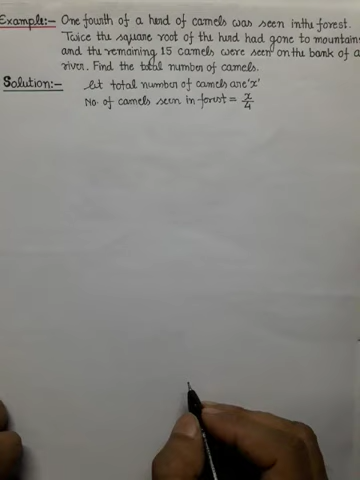 Example:- One fourth of a herd of camels was seen in the forest.
Twice the square root of the herd had gone to mountain
and the remaining 15 camels were seen on the bank of a
river. Find the total number of camels.
Solution:- let total number of camels are 'x'
No. of camels seen in forest = x/4